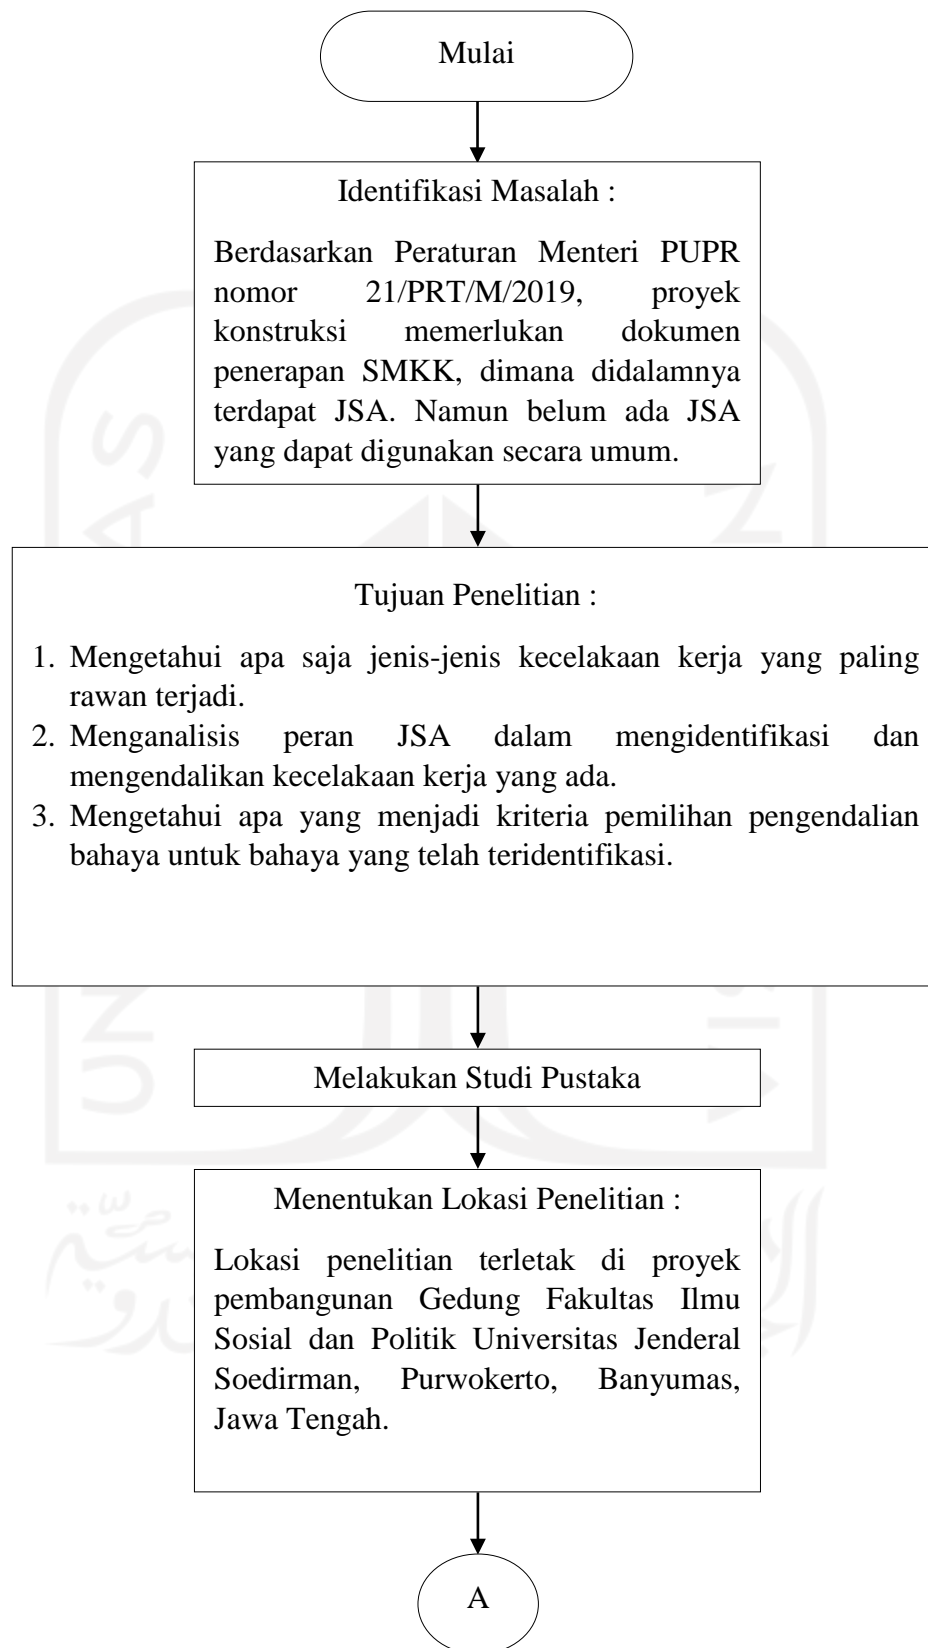 Mulai
Identifikasi Masalah :
Berdasarkan Peraturan Menteri PUPR
nomor 21/PRT/M/2019, proyek
konstruksi memerlukan dokumen
penerapan SMKK, dimana didalamnya
terdapat JSA. Namun belum ada JSA
yang dapat digunakan secara umum.
Tujuan Penelitian :
1. Mengetahui apa saja jenis-jenis kecelakaan kerja yang paling
rawan terjadi.
2. Menganalisis peran JSA dalam mengidentifikasi dan
mengendalikan kecelakaan kerja yang ada.
3. Mengetahui apa yang menjadi kriteria pemilihan pengendalian
bahaya untuk bahaya yang telah teridentifikasi.
Melakukan Studi Pustaka
Menentukan Lokasi Penelitian :
Lokasi penelitian terletak di proyek
pembangunan Gedung Fakultas Ilmu
Sosial dan Politik Universitas Jenderal
Soedirman, Purwokerto, Banyumas,
Jawa Tengah.
A